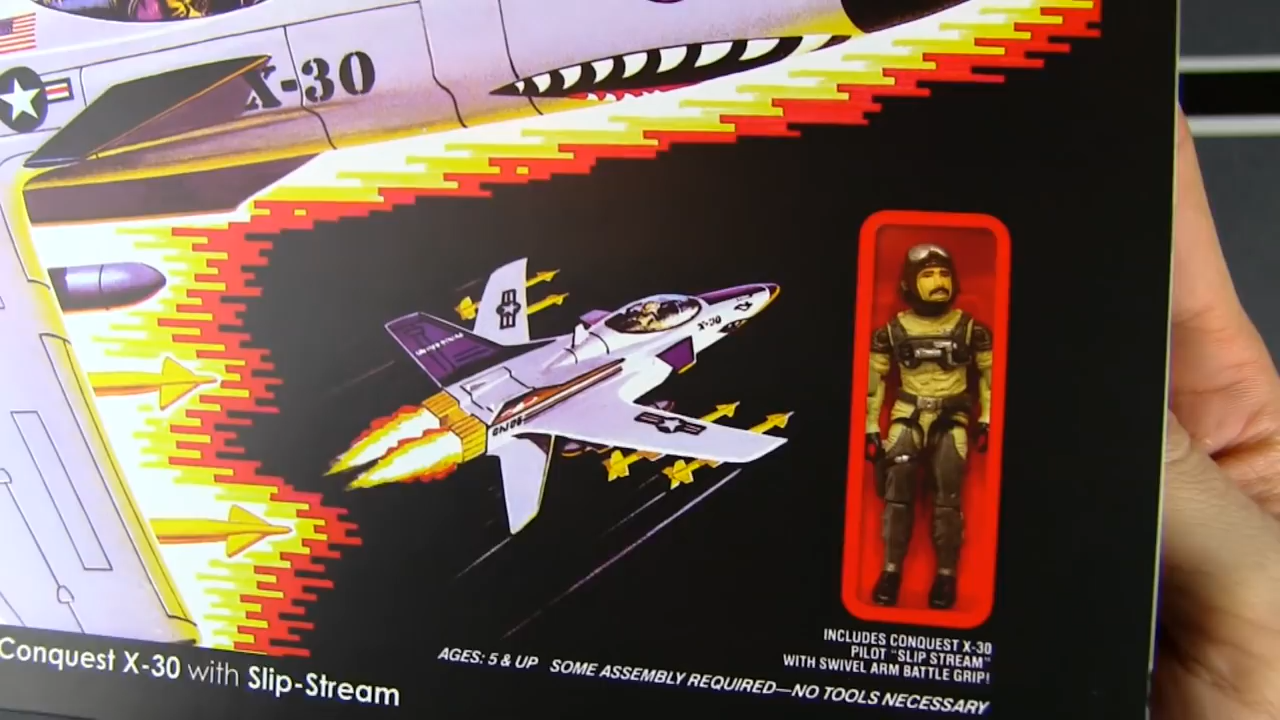 X-30
X-30
G.I. JOE
INCLUDES CONQUEST X-30
PILOT "SLIP STREAM"
WITH SWIVEL ARM BATTLE GRIP!
AGES: 5 & UP SOME ASSEMBLY REQUIRED—NO TOOLS NECESSARY
Conquest X-30 with Slip-Stream